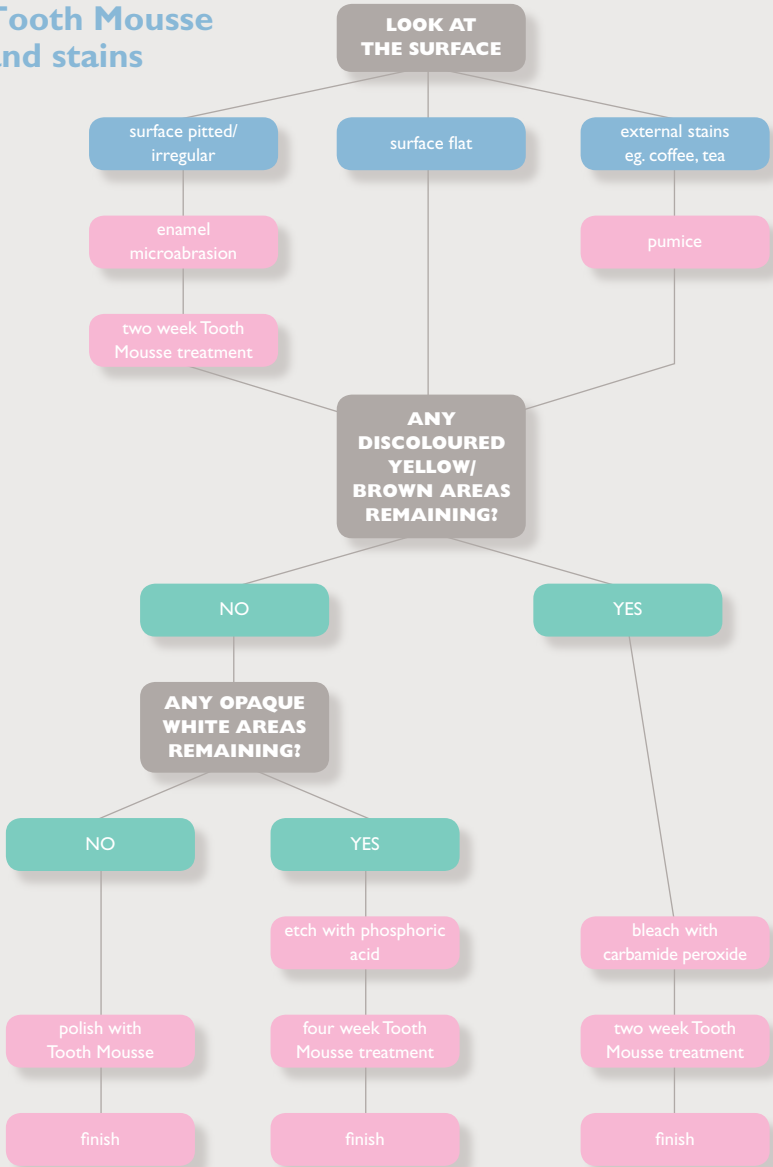 Tooth Mousse
and stains
LOOK AT
THE SURFACE
surface pitted/
irregular
surface flat
external stains
eg. coffee, tea
enamel
microabrasion
pumice
two week Tooth
Mousse treatment
ANY
DISCOLOURED
YELLOW/
BROWN AREAS
REMAINING?
NO
YES
ANY OPAQUE
WHITE AREAS
REMAINING?
NO
YES
etch with phosphoric
acid
bleach with
carbamide peroxide
polish with
Tooth Mousse
four week Tooth
Mousse treatment
two week Tooth
Mousse treatment
finish
finish
finish